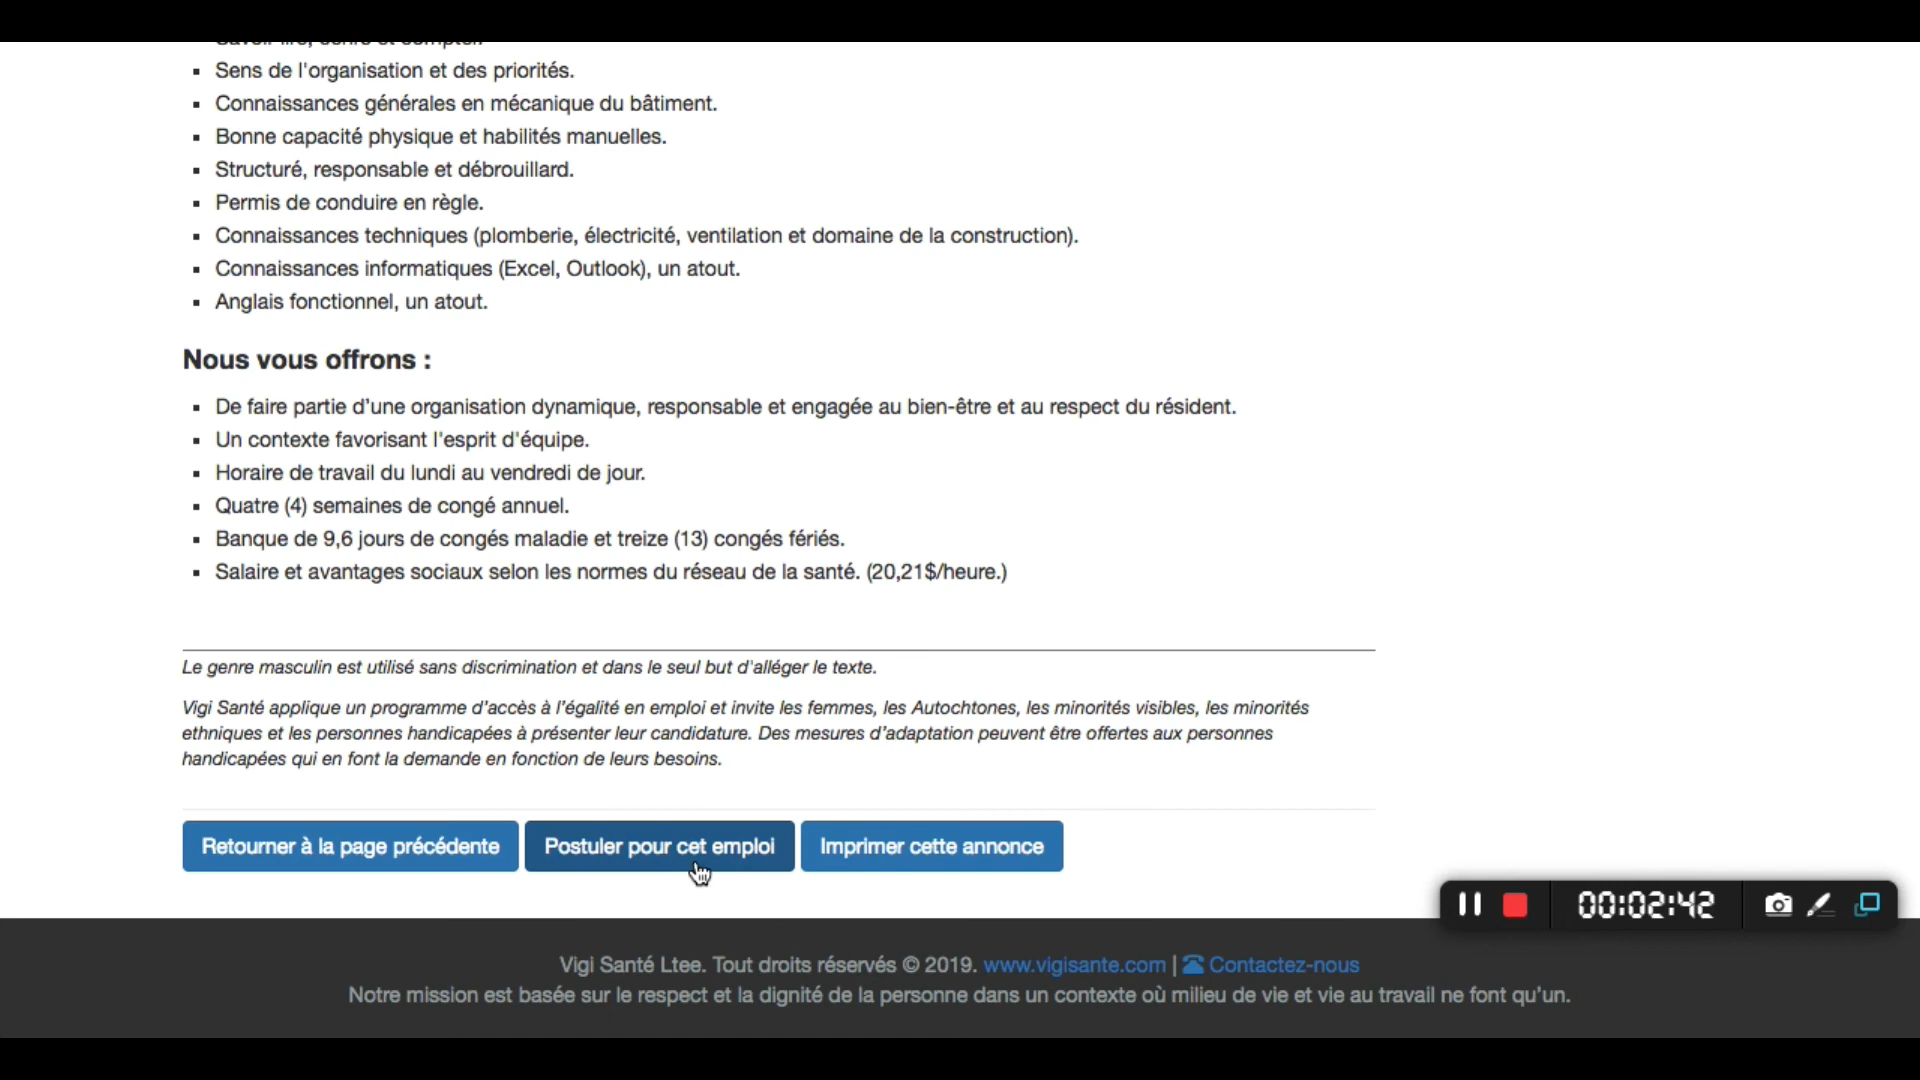 Sens de l'organisation et des priorités.
Connaissances générales en mécanique du bâtiment.
Bonne capacité physique et habilités manuelles.
Structuré, responsable et débrouillard.
Permis de conduire en règle.
Connaissances techniques (plomberie, électricité, ventilation et domaine de la construction).
Connaissances informatiques (Excel, Outlook), un atout.
Anglais fonctionnel, un atout.
Nous vous offrons :
De faire partie d’une organisation dynamique, responsable et engagée au bien-être et au respect du résident.
Un contexte favorisant l'esprit d'équipe.
Horaire de travail du lundi au vendredi de jour.
Quatre (4) semaines de congé annuel.
Banque de 9,6 jours de congés maladie et treize (13) congés fériés.
Salaire et avantages sociaux selon les normes du réseau de la santé. (20,21$/heure.)
Le genre masculin est utilisé sans discrimination et dans le seul but d'alléger le texte.
Vigi Santé applique un programme d’accès à l’égalité en emploi et invite les femmes, les Autochtones, les minorités visibles, les minorités
ethniques et les personnes handicapées à présenter leur candidature. Des mesures d’adaptation peuvent être offertes aux personnes
handicapées qui en font la demande en fonction de leurs besoins.
Retourner à la page précédente Postuler pour cet emploi Imprimer cette annonce
00:02:42
Vigi Santé Ltee. Tout droits réservés © 2019. www.vigisante.com | Contactez-nous
Notre mission est basée sur le respect et la dignité de la personne dans un contexte où milieu de vie et vie au travail ne font qu’un.